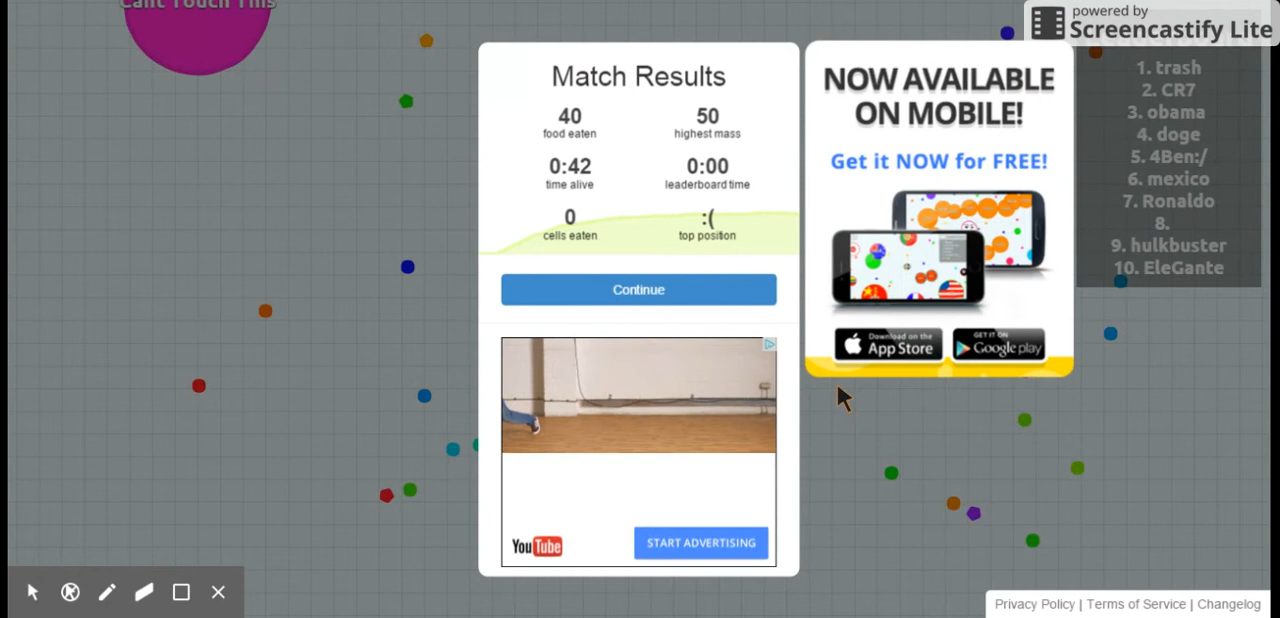 Cant Touch This
powered by
Screencastify Lite
Match Results
40
food eaten
50
highest mass
0:42
time alive
0:00
leaderboard time
0
cells eaten
:(
top position
Continue
YouTube
START ADVERTISING
NOW AVAILABLE
ON MOBILE!
Get it NOW for FREE!
Download on the
App Store
GET IT ON
Google play
1. trash
2. CR7
3. obama
4. doge
5. 4Ben:/
6. mexico
7. Ronaldo
8.
9. hulkbuster
10. EleGante
Privacy Policy | Terms of Service | Changelog